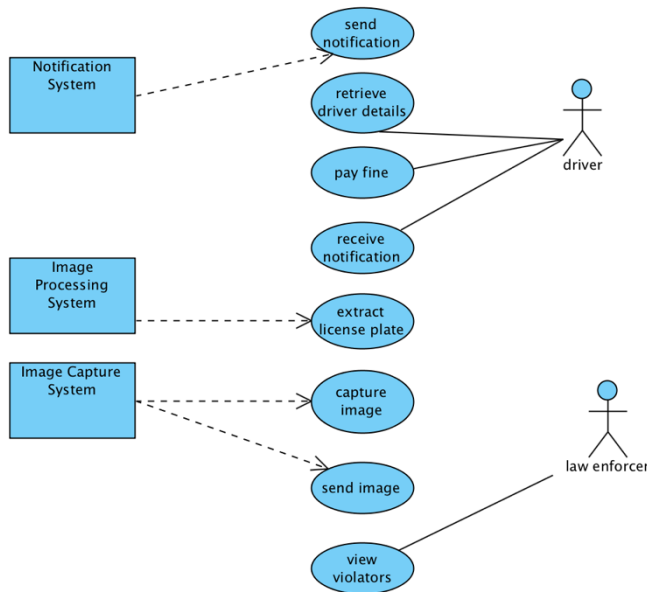 send
notification
Notification
System
retrieve
driver details
driver
pay fine
receive
notification
Image
Processing
System
extract
license plate
Image Capture
System
capture
image
law enforcer
send image
view
violators